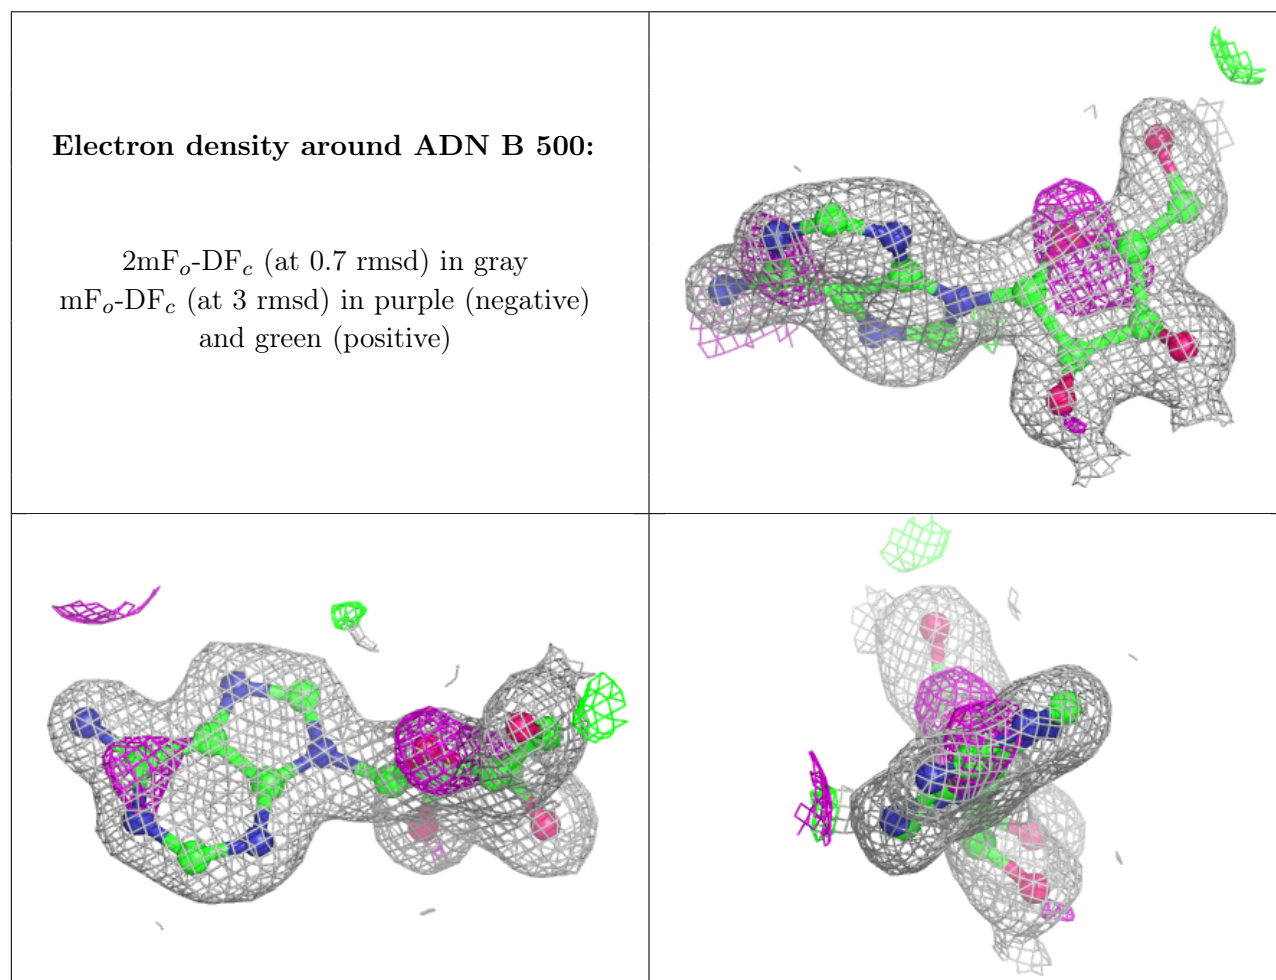 Electron density around ADN B 500:
2mFo-DFc (at 0.7 rmsd) in gray
mFo-DFc (at 3 rmsd) in purple (negative)
and green (positive)